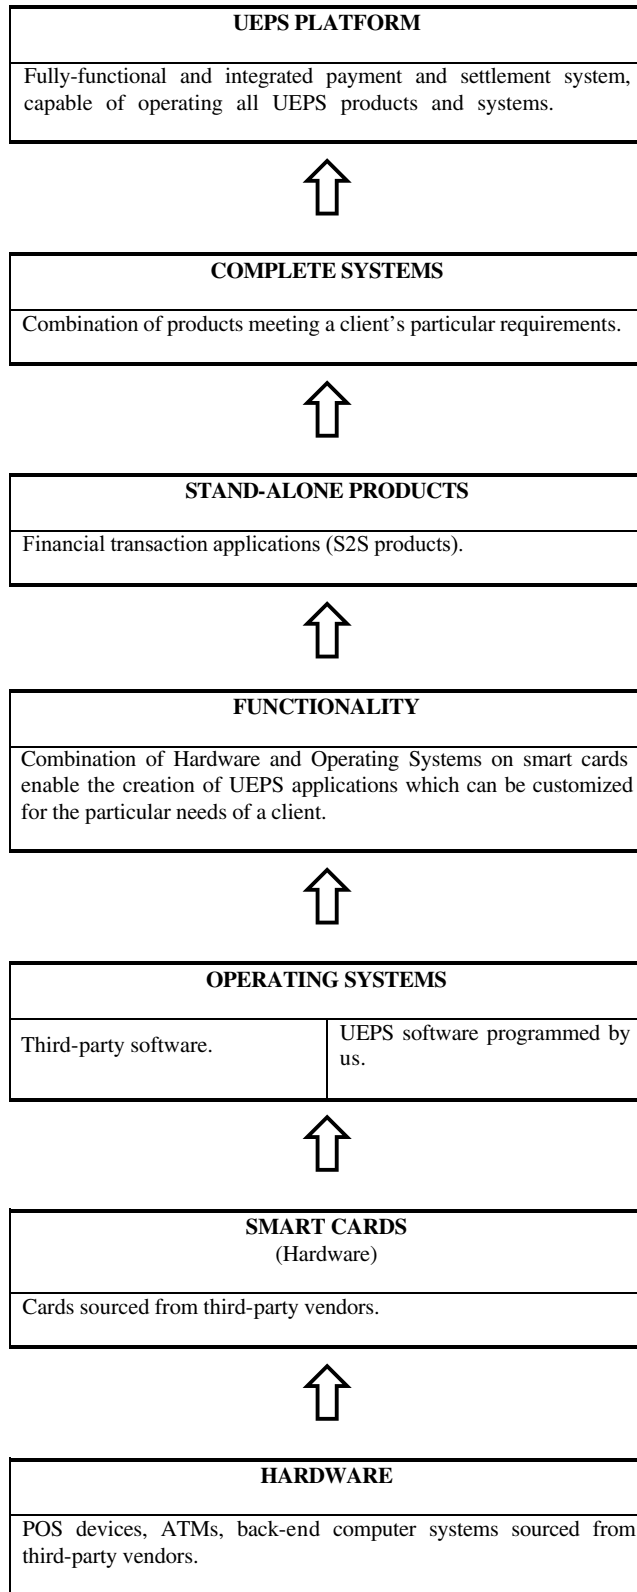 UEPS PLATFORM
Fully-functional and integrated payment and settlement system,
capable of operating all UEPS products and systems.
COMPLETE SYSTEMS
Combination of products meeting a client’s particular requirements.
STAND-ALONE PRODUCTS
Financial transaction applications (S2S products).
FUNCTIONALITY
Combination of Hardware and Operating Systems on smart cards
enable the creation of UEPS applications which can be customized
for the particular needs of a client.
OPERATING SYSTEMS
Third-party software.
UEPS software programmed by
us.
SMART CARDS
(Hardware)
Cards sourced from third-party vendors.
HARDWARE
POS devices, ATMs, back-end computer systems sourced from
third-party vendors.